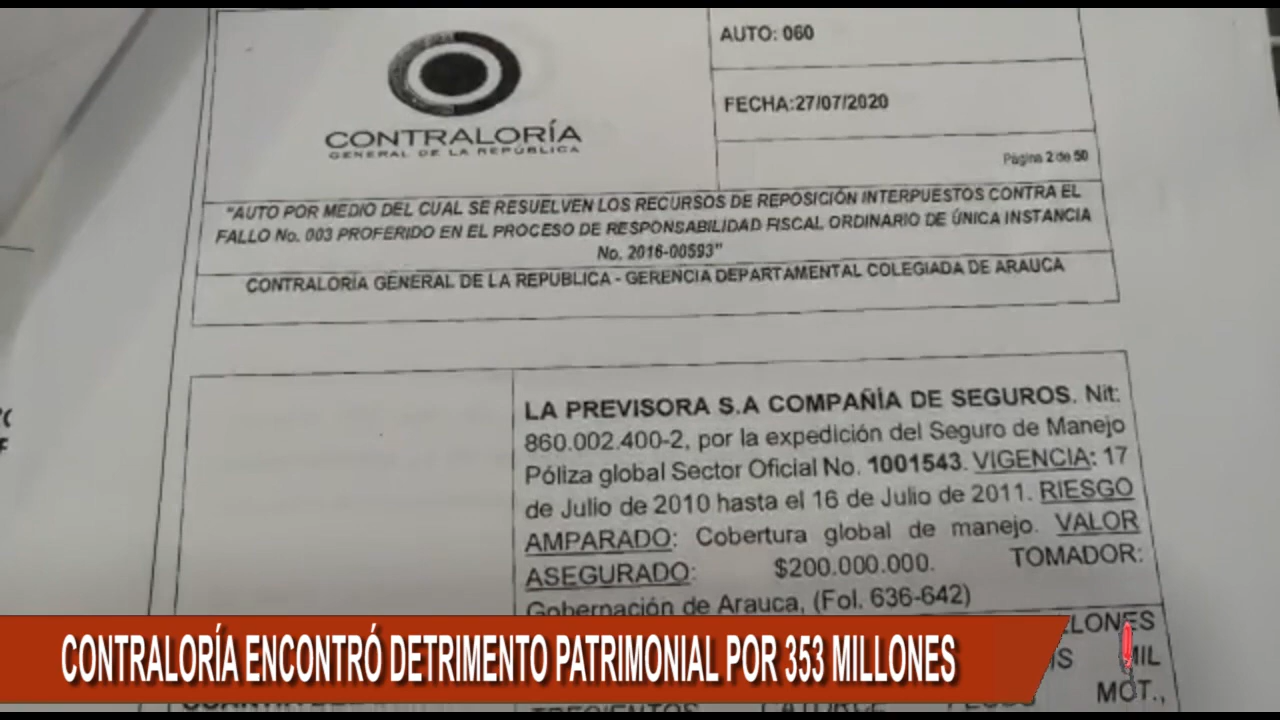 CONTRALORÍA
GENERAL DE LA REPÚBLICA
AUTO: 060
FECHA:27/07/2020
Página 2 de 50
"AUTO POR MEDIO DEL CUAL SE RESUELVEN LOS RECURSOS DE REPOSICIÓN INTERPUESTOS CONTRA EL
FALLO No. 003 PROFERIDO EN EL PROCESO DE RESPONSABILIDAD FISCAL ORDINARIO DE ÚNICA INSTANCIA
No. 2016-00593"
CONTRALORÍA GENERAL DE LA REPUBLICA - GERENCIA DEPARTAMENTAL COLEGIADA DE ARAUCA
LA PREVISORA S.A COMPAÑÍA DE SEGUROS. Nit:
860.002.400-2, por la expedición del Seguro de Manejo
Póliza global Sector Oficial No. 1001543. VIGENCIA: 17
de Julio de 2010 hasta el 16 de Julio de 2011. RIESGO
AMPARADO: Cobertura global de manejo. VALOR
ASEGURADO: $200.000.000. TOMADOR:
Gobernación de Arauca, (Fol. 636-642)
MIL
MOT.,
CONTRALORÍA ENCONTRÓ DETRIMENTO PATRIMONIAL POR 353 MILLONES